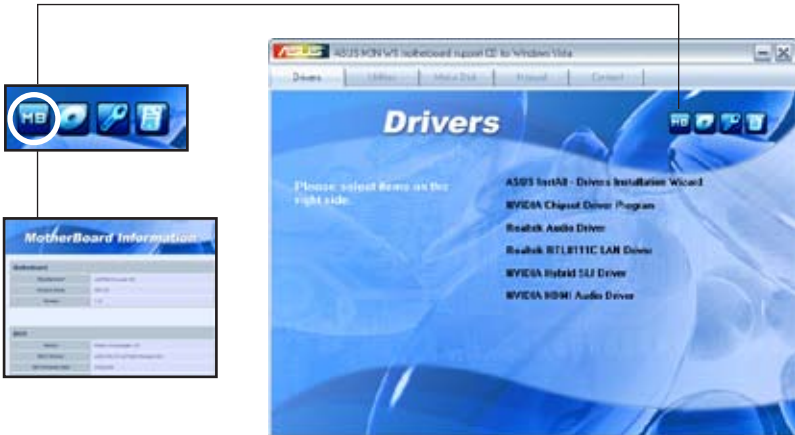 ASUS M3N WS motherboard support CD for Windows Vista
Drivers Utilities Make Disk Manual Contact
MB
Drivers
MB
Please select items on the
right side.
ASUS InstAll - Drivers Installation Wizard
NVIDIA Chipset Driver Program
Realtek Audio Driver
Realtek RTL8111C LAN Driver
NVIDIA Hybrid SLI Driver
NVIDIA HDMI Audio Driver
MotherBoard Information
Motherboard
BIOS